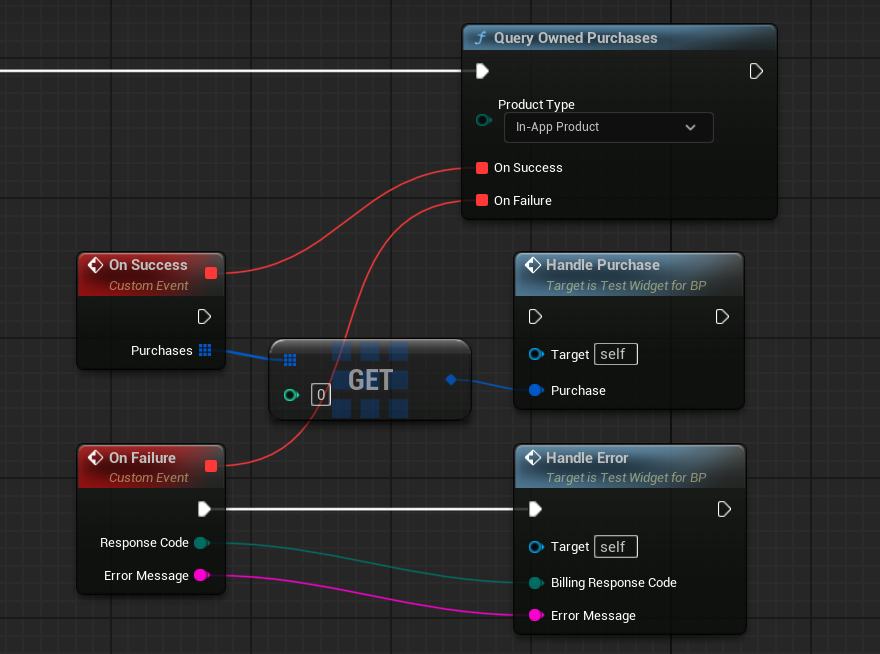 Query Owned Purchases
Product Type
In-App Product
On Success
On Failure
On Success
Custom Event
Purchases
GET
0
Handle Purchase
Target is Test Widget for BP
Target self
Purchase
On Failure
Custom Event
Response Code
Error Message
Handle Error
Target is Test Widget for BP
Target self
Billing Response Code
Error Message